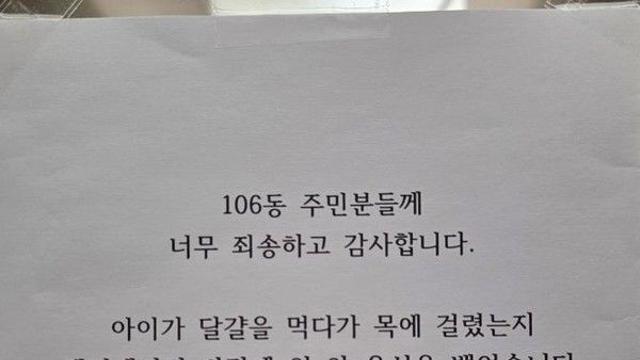 106동 주민분들께
너무 죄송하고 감사합니다.
아이가 달걀을 먹다가 목에 걸렸는지